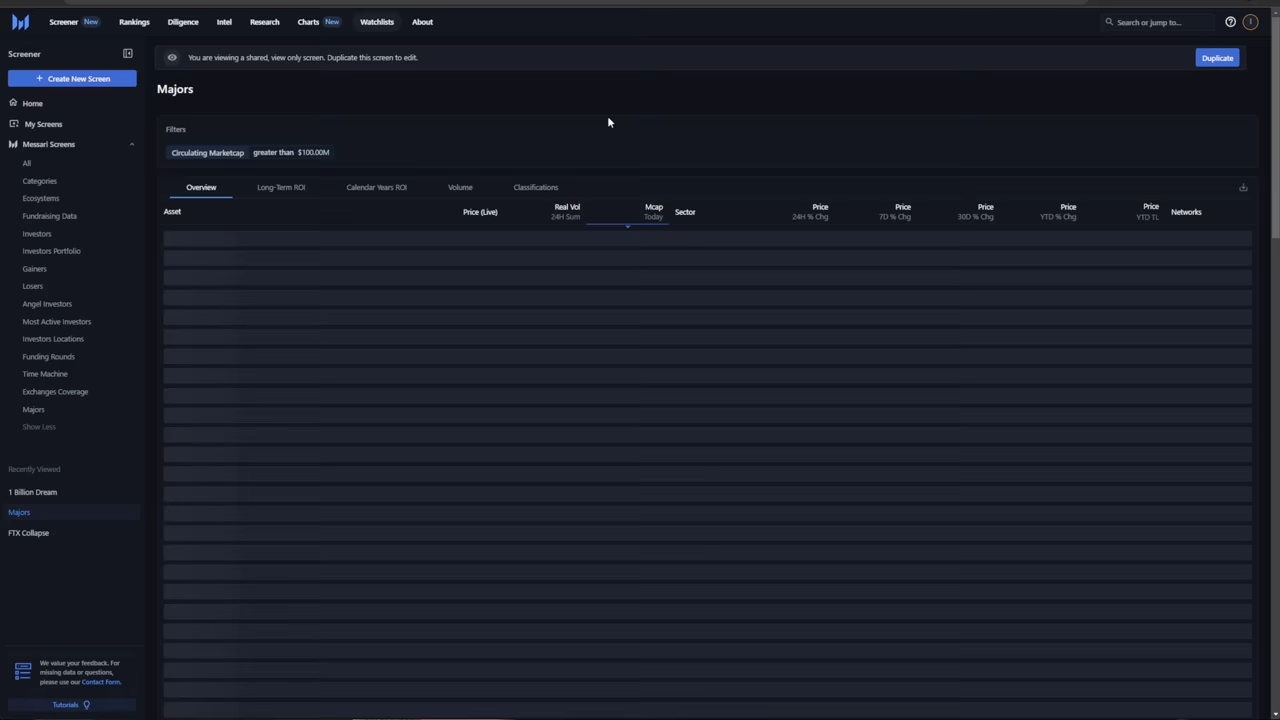 Screener New Rankings Diligence Intel Research Charts New Watchlists About Search or jump to... I
Screener
+ Create New Screen
Home
My Screens
Messari Screens
All
Categories
Ecosystems
Fundraising Data
Investors
Investors Portfolio
Gainers
Losers
Angel Investors
Most Active Investors
Investors Locations
Funding Rounds
Time Machine
Exchanges Coverage
Majors
Show Less
Recently Viewed
1 Billion Dream
Majors
FTX Collapse
We value your feedback. For
missing data or questions,
please use our Contact Form.
Tutorials
You are viewing a shared, view only screen. Duplicate this screen to edit. Duplicate
Majors
Filters
Circulating Marketcap greater than $100.00M
Overview Long-Term ROI Calendar Years ROI Volume Classifications
Asset Price (Live) Real Vol Mcap Sector Price Price Price Price Price Networks
24H Sum Today 24H % Chg 7D % Chg 30D % Chg YTD % Chg YTD TL